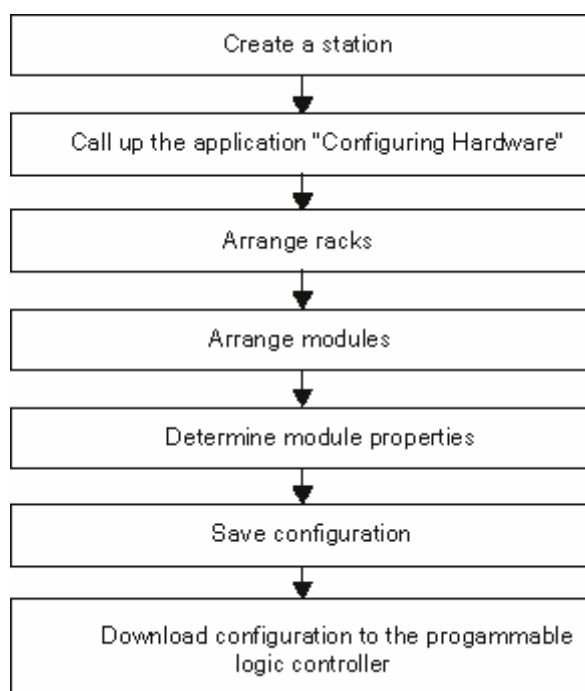 Create a station
Call up the application "Configuring Hardware"
Arrange racks
Arrange modules
Determine module properties
Save configuration
Download configuration to the progammable
logic controller